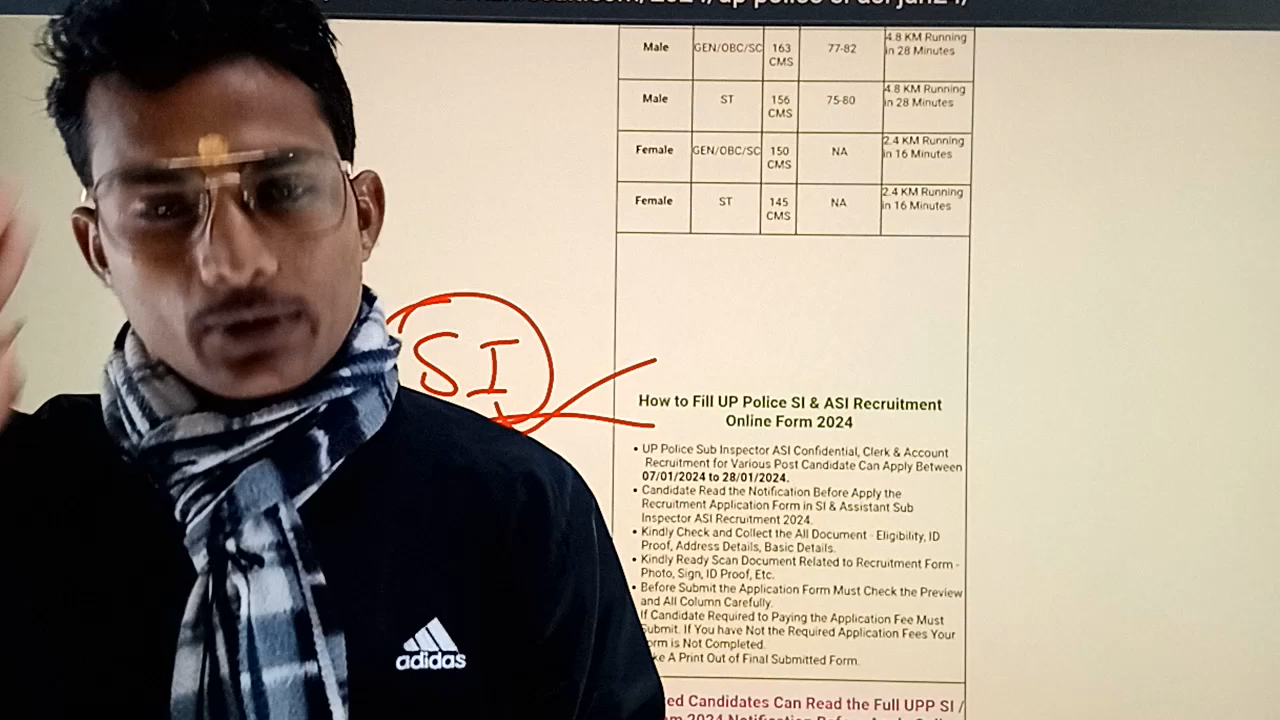 Male GEN/OBC/SC 163 CMS 77-82 4.8 KM Running in 28 Minutes
Male ST 156 CMS 75-80 4.8 KM Running in 28 Minutes
Female GEN/OBC/SC 150 CMS NA 2.4 KM Running in 16 Minutes
Female ST 145 CMS NA 2.4 KM Running in 16 Minutes
SI
How to Fill UP Police SI & ASI Recruitment
Online Form 2024
• UP Police Sub Inspector ASI Confidential, Clerk & Account
Recruitment for Various Post Candidate Can Apply Between
07/01/2024 to 28/01/2024.
• Candidate Read the Notification Before Apply the
Recruitment Application Form in SI & Assistant Sub
Inspector ASI Recruitment 2024.
• Kindly Check and Collect the All Document - Eligibility, ID
Proof, Address Details, Basic Details.
• Kindly Ready Scan Document Related to Recruitment Form -
Photo, Sign, ID Proof, Etc.
• Before Submit the Application Form Must Check the Preview
and All Column Carefully.
If Candidate Required to Paying the Application Fee Must
Submit. If You have Not the Required Application Fees Your
is Not Completed.
A Print Out of Final Submitted Form.
Candidates Can Read the Full UPP SI /
adidas